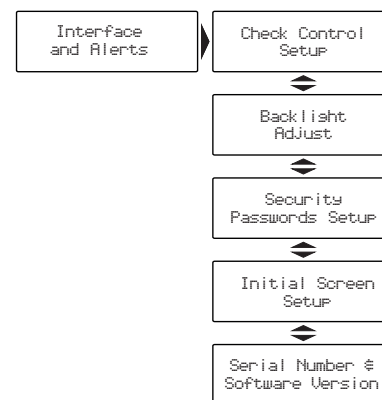 Interface
and Alerts
Check Control
Setup
Backlight
Adjust
Security
Passwords Setup
Initial Screen
Setup
Serial Number &
Software Version